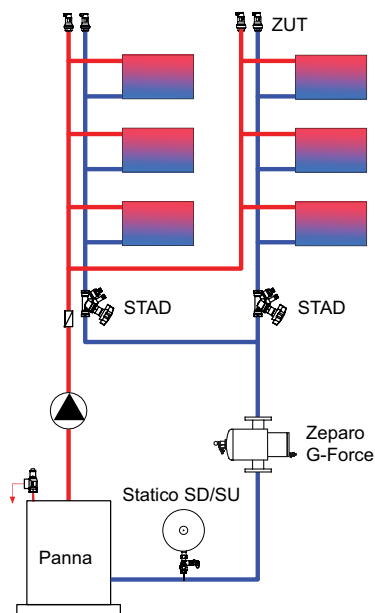 ZUT
STAD
STAD
Zeparo
G-Force
Statico SD/SU
Panna